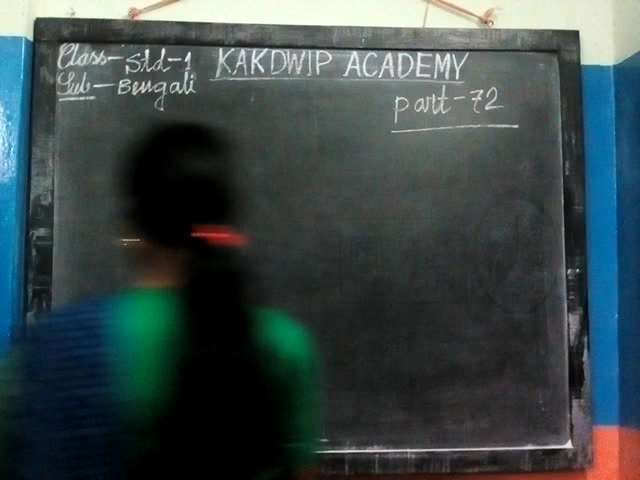 Class - Std - 1
KAKDWIP ACADEMY
Sub - Bengali
part - 72